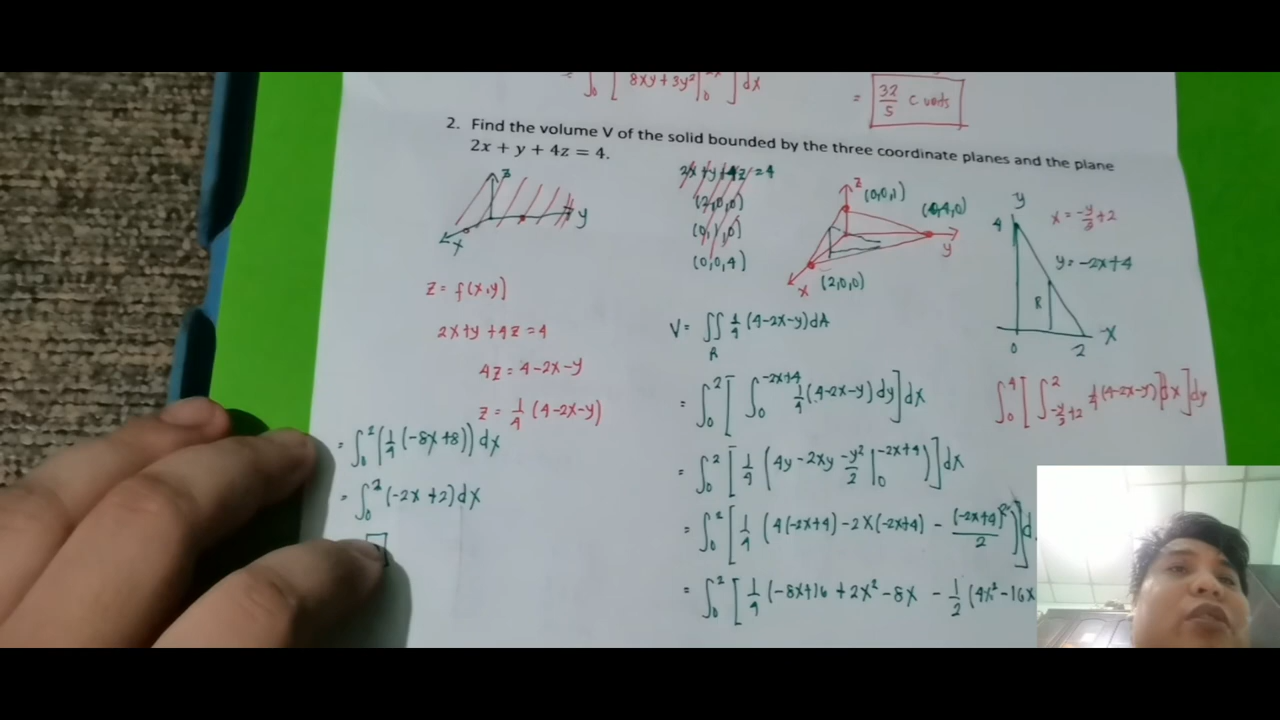 8xy + 3y² |₀ ] dx
= 32/5 c units
2. Find the volume V of the solid bounded by the three coordinate planes and the plane
2x + y + 4z = 4.
z
y
x
2x + y + 4z = 4
(2,0,0)
(0,1,0)
(0,0,4)
z
(0,0,1)
(0,4,0)
y
x
(2,0,0)
y
4
x = -y/2 + 2
y = -2x+4
R
0
2
x
z = f(x,y)
2x+y+4z = 4
4z = 4-2x-y
z = 1/4 (4-2x-y)
V = ∬ 1/4 (4-2x-y) dA
R
= ∫₀² [ ∫₀^(-2x+4) 1/4 (4-2x-y) dy ] dx
∫₀⁴ [ ∫_(-y/2+2)^2 1/4 (4-2x-y) dx ] dy
= ∫₀² [ 1/4 ( 4y - 2xy - y²/2 |₀^(-2x+4) ) ] dx
= ∫₀² [ 1/4 ( 4(-2x+4) - 2x(-2x+4) - (-2x+4)²/2 ) ] d
= ∫₀² [ 1/4 (-8x+16 + 2x² - 8x - 1/2 (4x² - 16x
= ∫₀² ( 1/4 (-8x+8) ) dx
= ∫₀² (-2x+2) dx